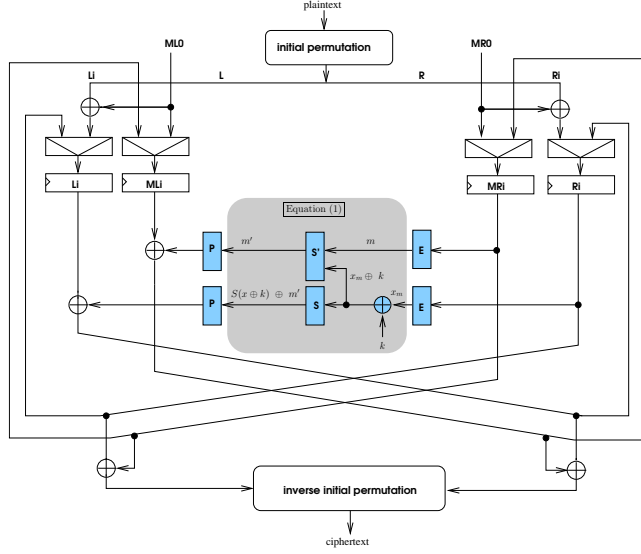 plaintext
initial permutation
ML0
MR0
Li
L
R
Ri
Li
MLi
MRi
Ri
Equation (1)
P
m′
S'
m
E
x_m ⊕ k
P
S(x ⊕ k) ⊕ m′
S
x_m
E
k
inverse initial permutation
ciphertext